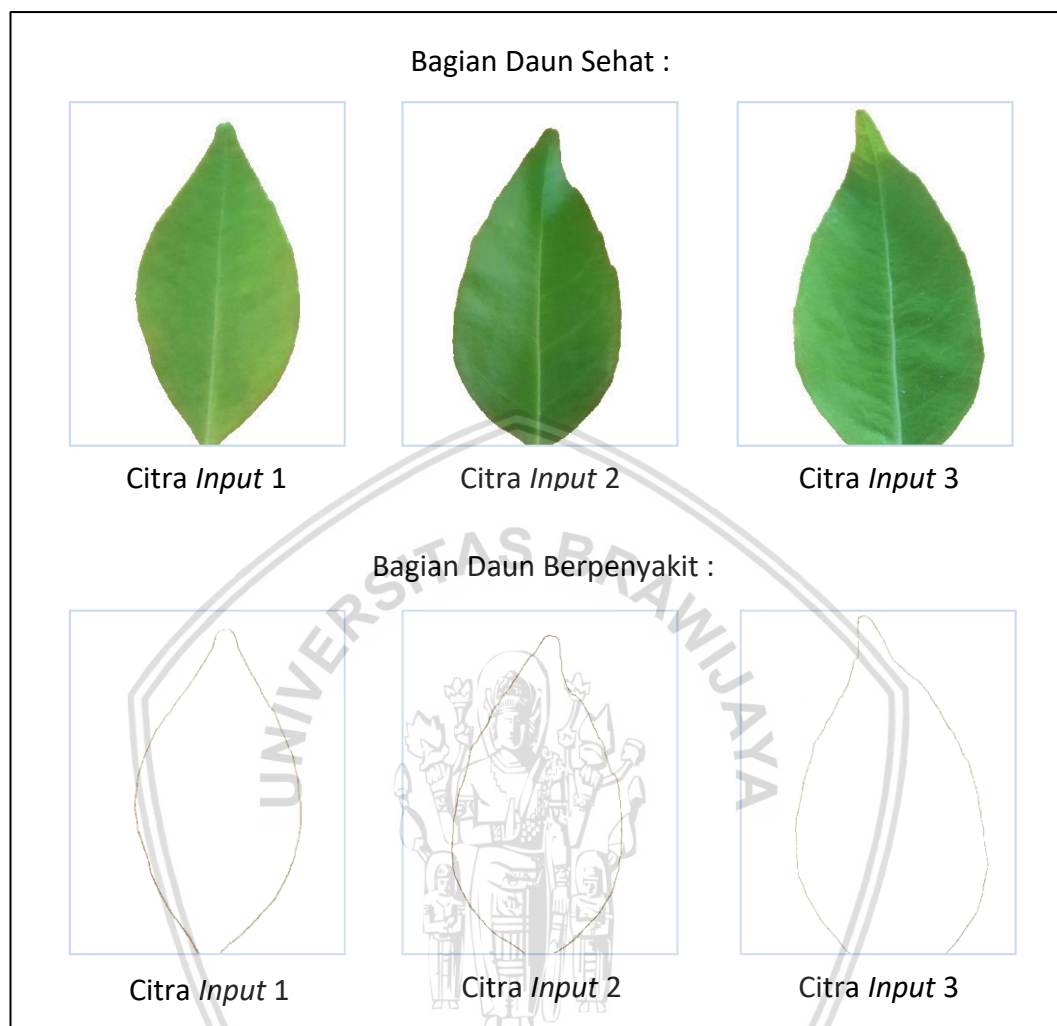 Bagian Daun Sehat :
Citra Input 1 Citra Input 2 Citra Input 3
UNIVERSITAS BRAWIJAYA
Bagian Daun Berpenyakit :
Citra Input 1 Citra Input 2 Citra Input 3